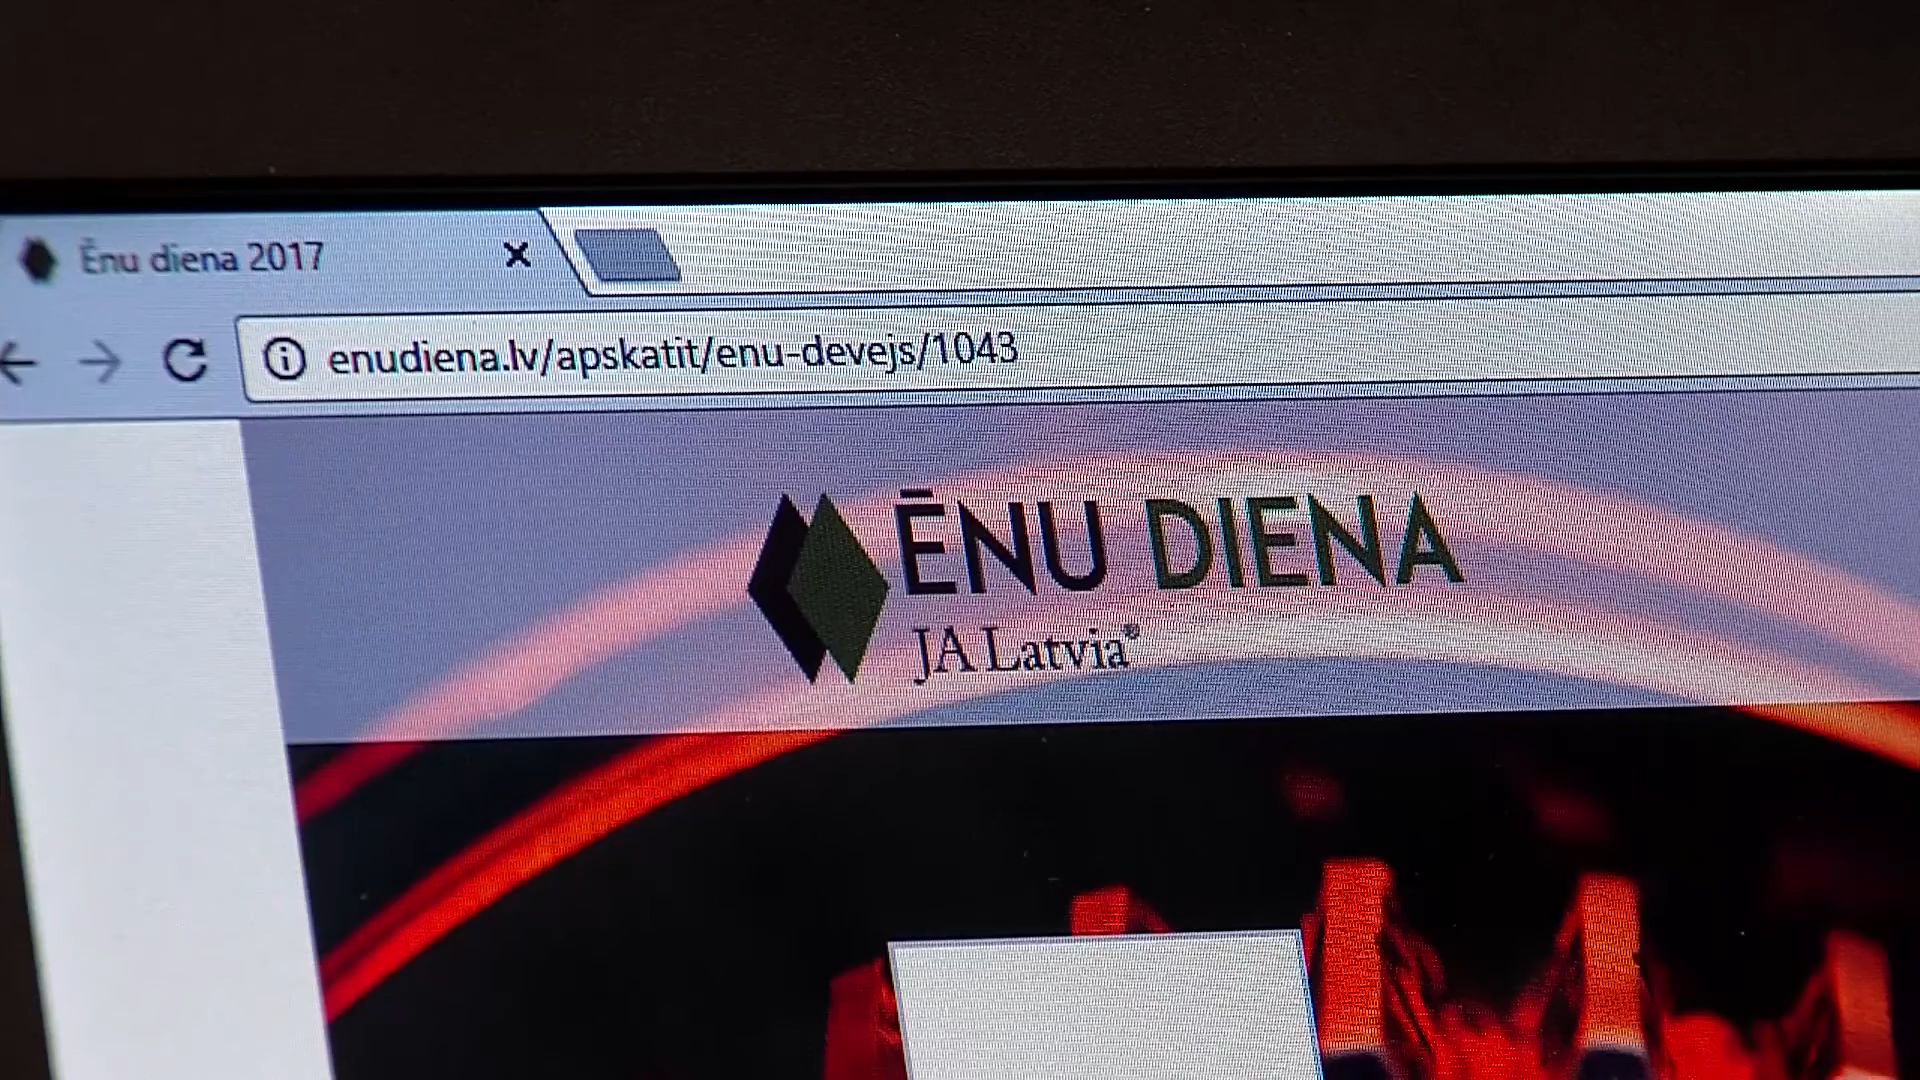 Ēnu diena 2017
enudiena.lv/apskatit/enu-devejs/1043
ĒNU DIENA
JA Latvia®